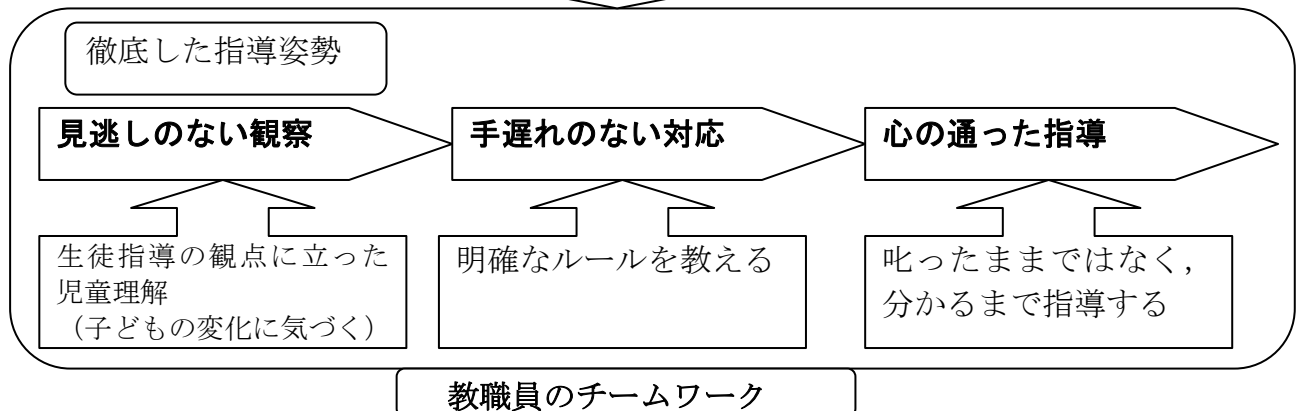 徹底した指導姿勢
見逃しのない観察
手遅れのない対応
心の通った指導
生徒指導の観点に立った
児童理解
（子どもの変化に気づく）
明確なルールを教える
叱ったままではなく，
分かるまで指導する
教職員のチームワーク